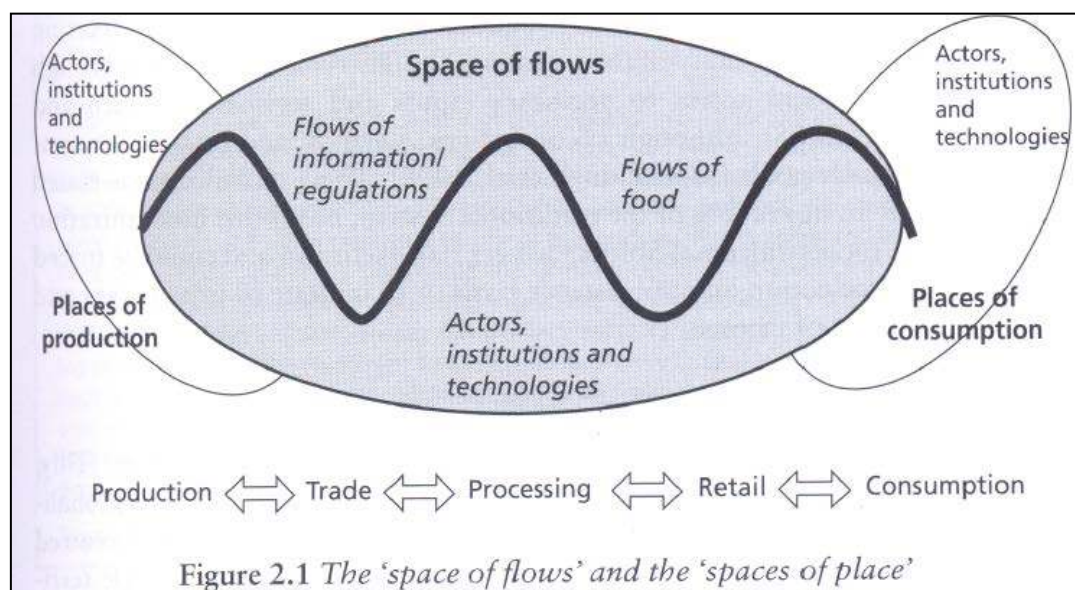 Space of flows
Actors,
institutions
and
technologies
Flows of
informationl
regulations
Flows of
food
Actors,
institutions
and
technologies
Places of
production
Actors,
institutions and
technologies
Places of
consumption
Production Trade Processing Retail Consumption
Figure 2.1 The ‘space of flows’ and the ‘spaces of place’